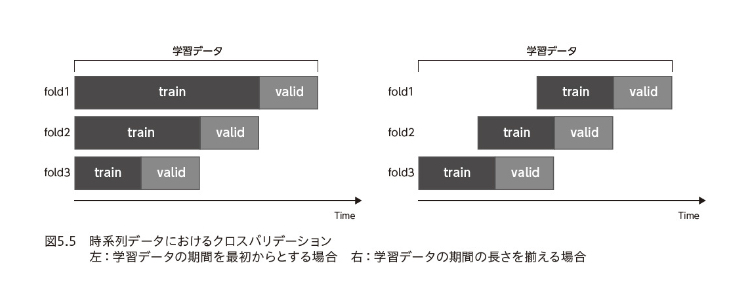 学習データ
fold1 train valid
fold2 train valid
fold3 train valid
Time
学習データ
fold1 train valid
fold2 train valid
fold3 train valid
Time
図5.5 時系列データにおけるクロスバリデーション
左：学習データの期間を最初からとする場合 右：学習データの期間の長さを揃える場合